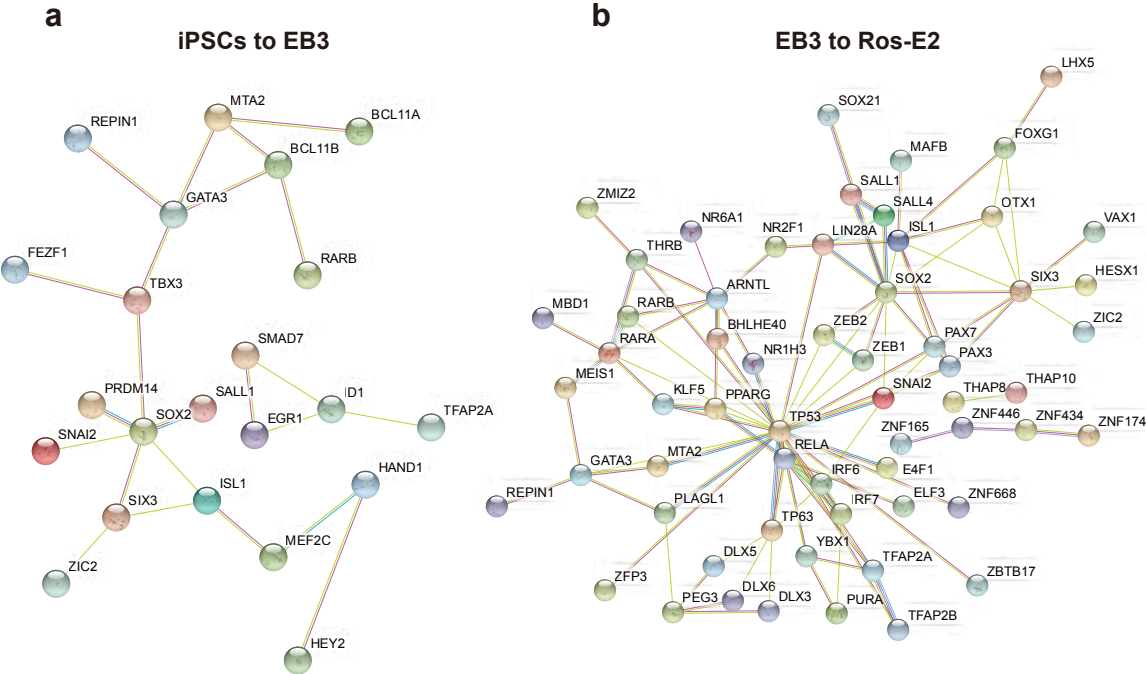 a
iPSCs to EB3
MTA2
REPIN1
BCL11A
BCL11B
GATA3
FEZF1
RARB
TBX3
SMAD7
PRDM14
SALL1
ID1
SOX2
TFAP2A
EGR1
SNAI2
HAND1
ISL1
SIX3
MEF2C
ZIC2
HEY2
b
EB3 to Ros-E2
LHX5
SOX21
FOXG1
MAFB
SALL1
ZMIZ2
SALL4
OTX1
NR6A1
VAX1
LIN28A
ISL1
NR2F1
THRB
SOX2
SIX3
HESX1
ARNTL
MBD1
RARB
ZIC2
BHLHE40
ZEB2
PAX7
RARA
ZEB1
NR1H3
PAX3
MEIS1
THAP10
KLF5
PPARG
SNAI2
THAP8
TP53
ZNF446
ZNF434
ZNF174
ZNF165
RELA
MTA2
GATA3
IRF6
E4F1
REPIN1
PLAGL1
IRF7
ELF3
ZNF668
TP63
YBX1
DLX5
TFAP2A
ZFP3
ZBTB17
DLX6
PEG3
DLX3
PURA
TFAP2B